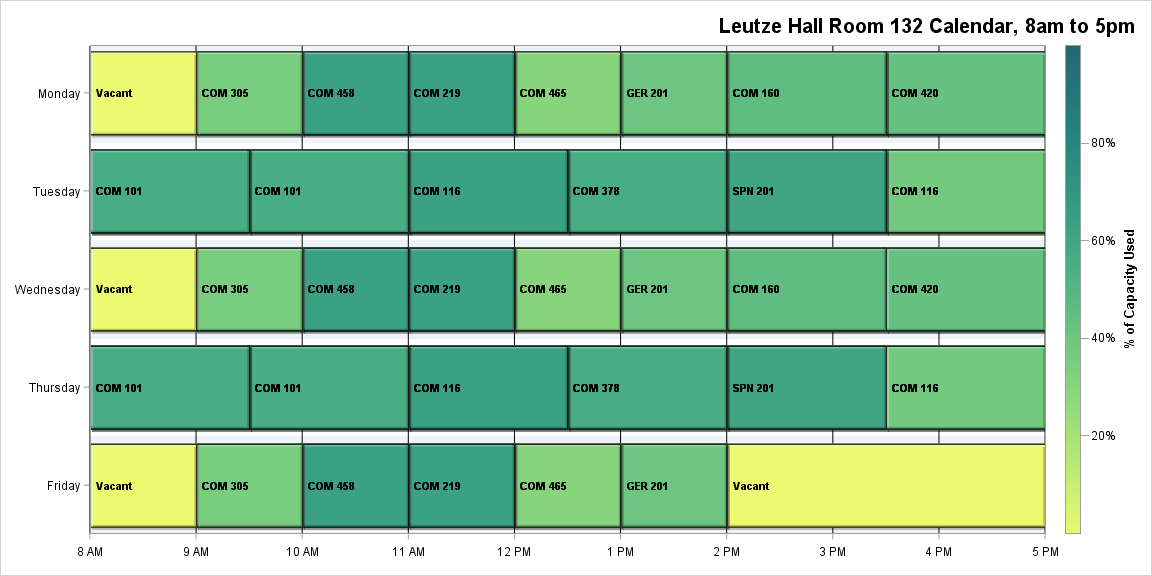 Leutze Hall Room 132 Calendar, 8am to 5pm
Monday
Vacant
COM 305
COM 458
COM 219
COM 465
GER 201
COM 160
COM 420
Tuesday
COM 101
COM 101
COM 116
COM 378
SPN 201
COM 116
Wednesday
Vacant
COM 305
COM 458
COM 219
COM 465
GER 201
COM 160
COM 420
Thursday
COM 101
COM 101
COM 116
COM 378
SPN 201
COM 116
Friday
Vacant
COM 305
COM 458
COM 219
COM 465
GER 201
Vacant
8 AM
9 AM
10 AM
11 AM
12 PM
1 PM
2 PM
3 PM
4 PM
5 PM
80%
60%
40%
20%
% of Capacity Used